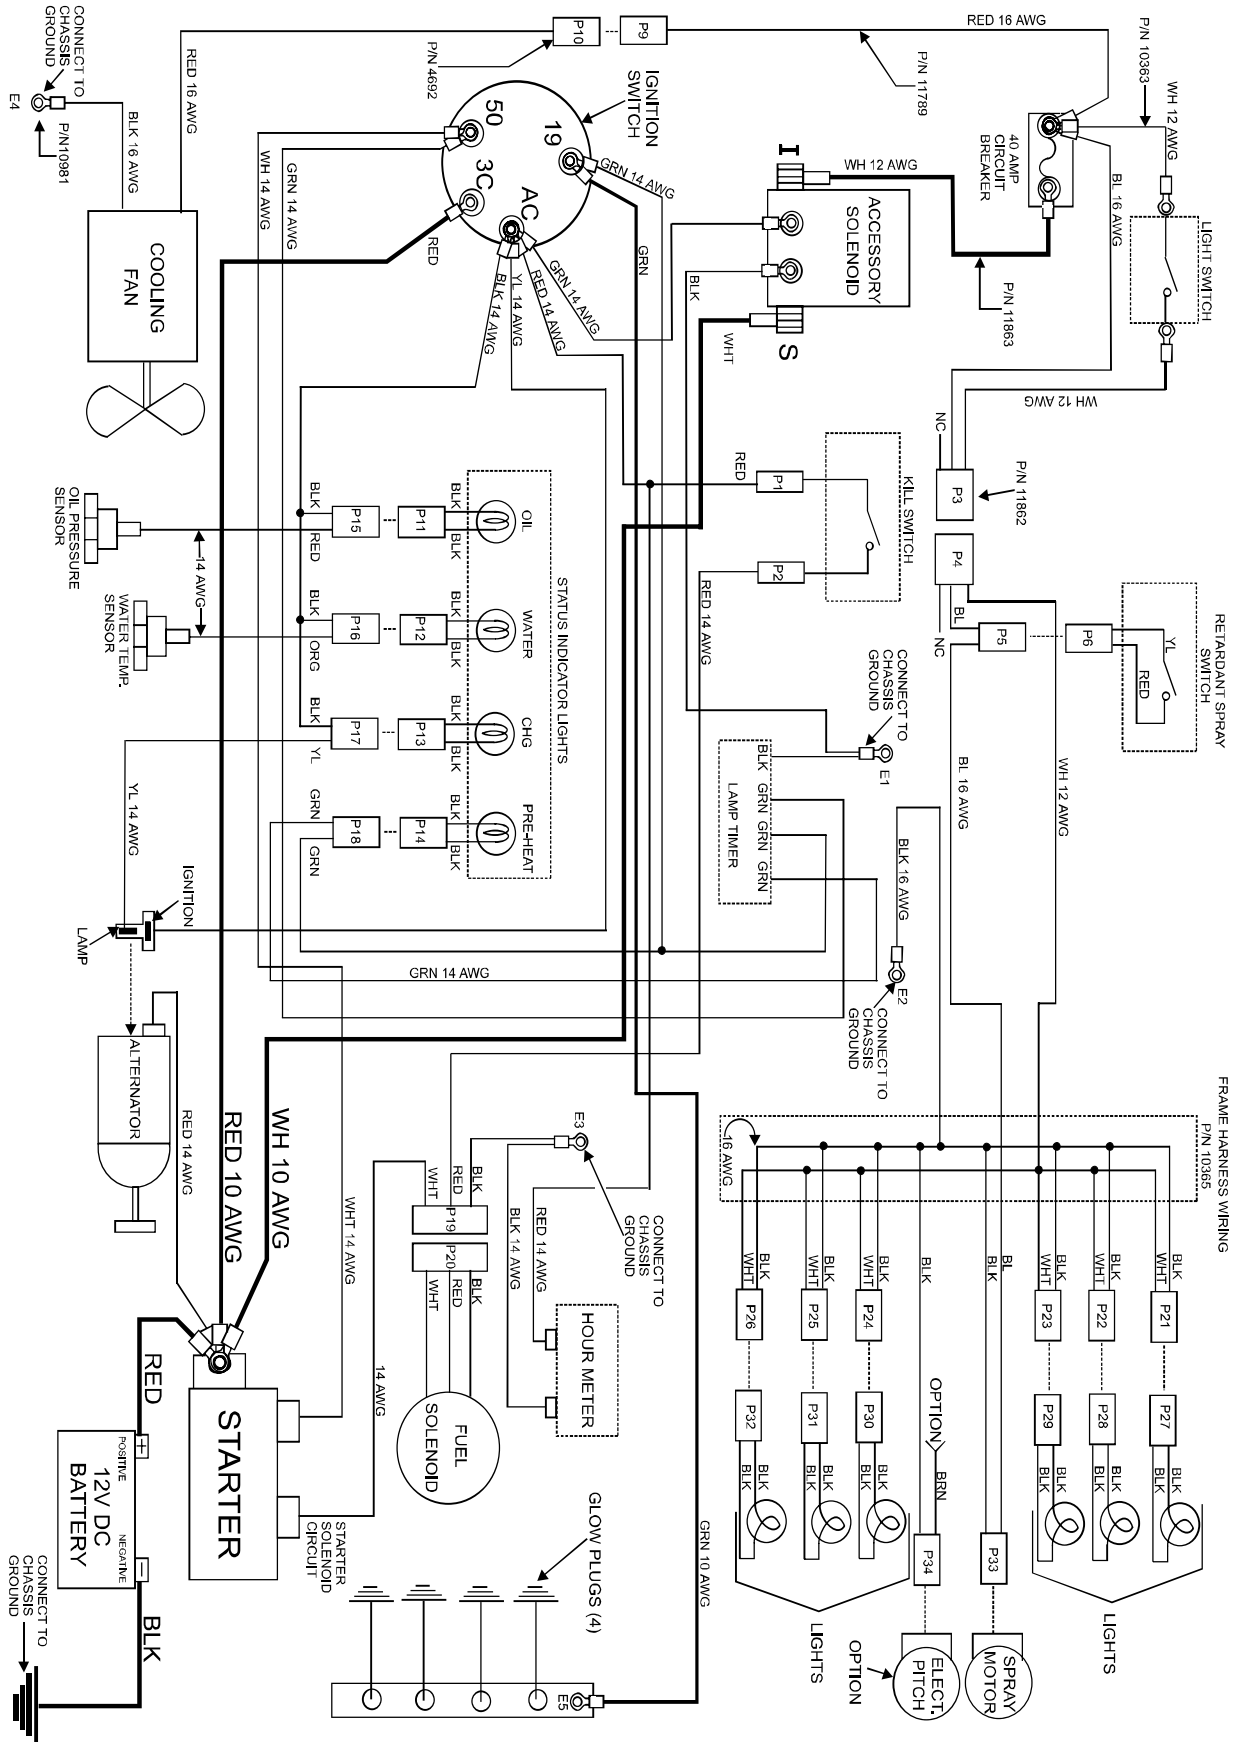 CONNECT TO
CHASSIS
GROUND
E4
P/N10981
BLK 16 AWG
RED 16 AWG
COOLING
FAN
P10
P9
P/N 4692
RED 16 AWG
P/N 11789
P/N 10363
WH 12 AWG
IGNITION
SWITCH
50
19
3C
AC
WH 14 AWG
GRN 14 AWG
RED
GRN 14 AWG
GRN
GRN 14 AWG
RED 14 AWG
YL 14 AWG
BLK 14 AWG
I
WH 12 AWG
ACCESSORY
SOLENOID
S
BLK
WHT
40 AMP
CIRCUIT
BREAKER
BL 16 AWG
P/N 11863
LIGHT SWITCH
WH 12 AWG
NC
P3
P/N 11862
P4
BL
NC
P5
P6
YL
RED
RETARDANT SPRAY
SWITCH
RED
P1
P2
KILL SWITCH
RED 14 AWG
OIL PRESSURE
SENSOR
14 AWG
WATER TEMP.
SENSOR
BLK
P15
RED
P11
BLK
BLK
OIL
BLK
P16
ORG
P12
BLK
BLK
WATER
BLK
P17
YL
P13
BLK
BLK
CHG
GRN
P18
GRN
P14
BLK
BLK
PRE-HEAT
STATUS INDICATOR LIGHTS
YL 14 AWG
IGNITION
LAMP
CONNECT TO
CHASSIS
GROUND
E1
BLK
GRN
GRN
GRN
LAMP TIMER
BLK 16 AWG
E2
CONNECT TO
CHASSIS
GROUND
BL 16 AWG
WH 12 AWG
GRN 14 AWG
ALTERNATOR
RED 14 AWG
RED 10 AWG
WH 10 AWG
WHT 14 AWG
FRAME HARNESS WIRING
P/N 10365
16 AWG
E3
CONNECT TO
CHASSIS
GROUND
WHT
RED
BLK
P19
P20
WHT
RED
BLK
BLK 14 AWG
RED 14 AWG
HOUR METER
FUEL
SOLENOID
14 AWG
WHT
BLK
P26
WHT
BLK
P25
WHT
BLK
P24
BLK
BLK
BL
WHT
BLK
P23
WHT
BLK
P22
WHT
BLK
P21
P32
P31
P30
OPTION
P29
P28
P27
BLK
BLK
BLK
BLK
BLK
BLK
BRN
BLK
BLK
BLK
BLK
BLK
BLK
P34
P33
LIGHTS
LIGHTS
OPTION
ELECT.
PITCH
SPRAY
MOTOR
RED
POSITIVE
NEGATIVE
12V DC
BATTERY
BLK
CONNECT TO
CHASSIS
GROUND
STARTER
STARTER
SOLENOID
CIRCUIT
GLOW PLUGS (4)
E5
GRN 10 AWG